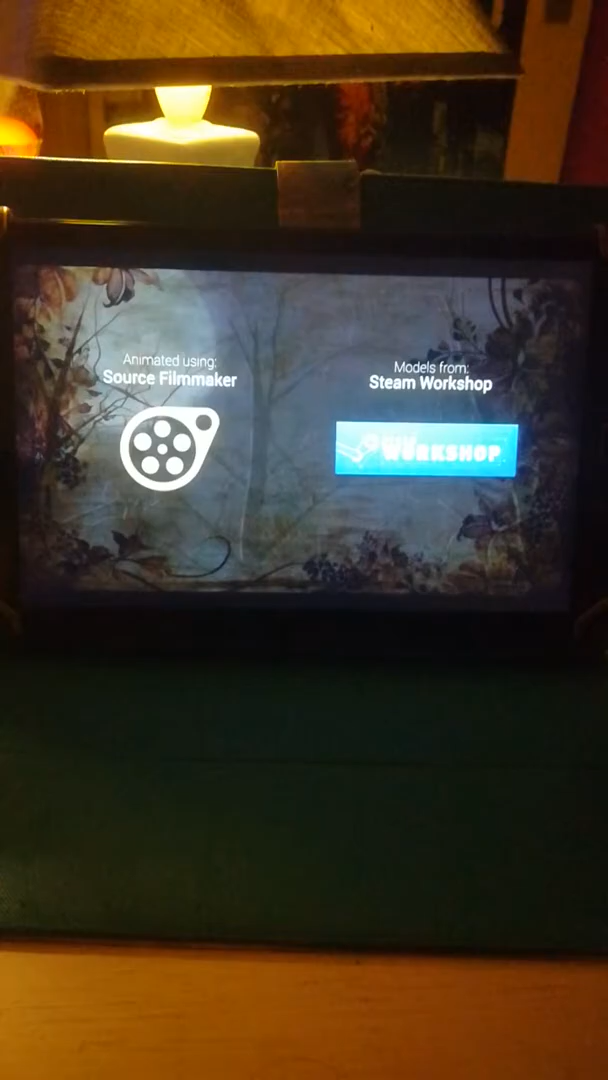 Animated using:
Source Filmmaker
Models from:
Steam Workshop
WORKSHOP